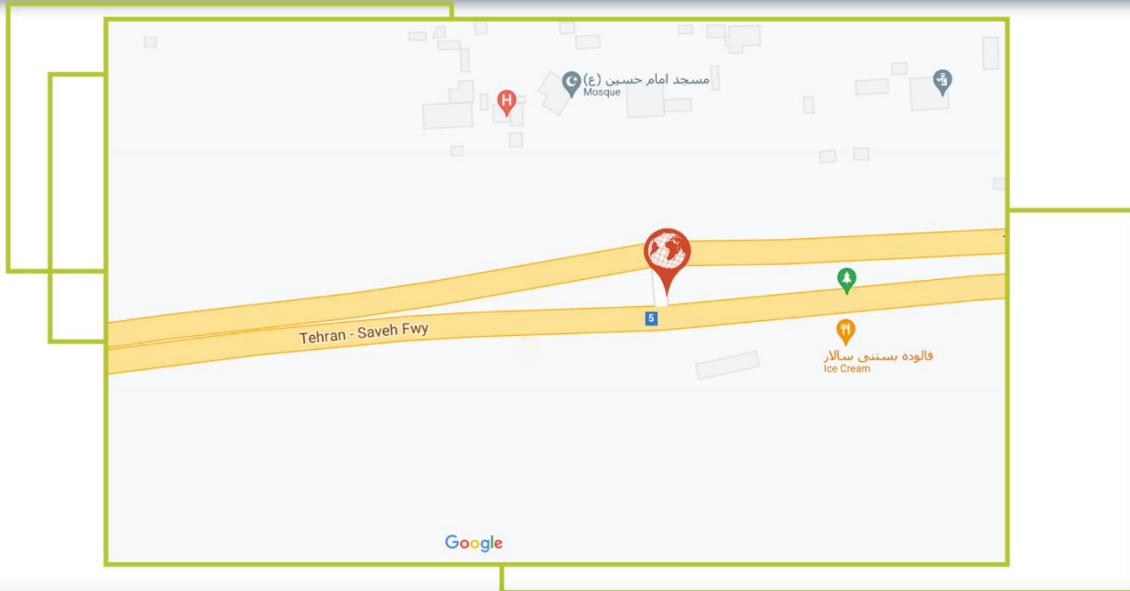 مسجد امام حسین (ع)
Mosque
H
5
Tehran - Saveh Fwy
فالوده بستنی سالار
Ice Cream
Google